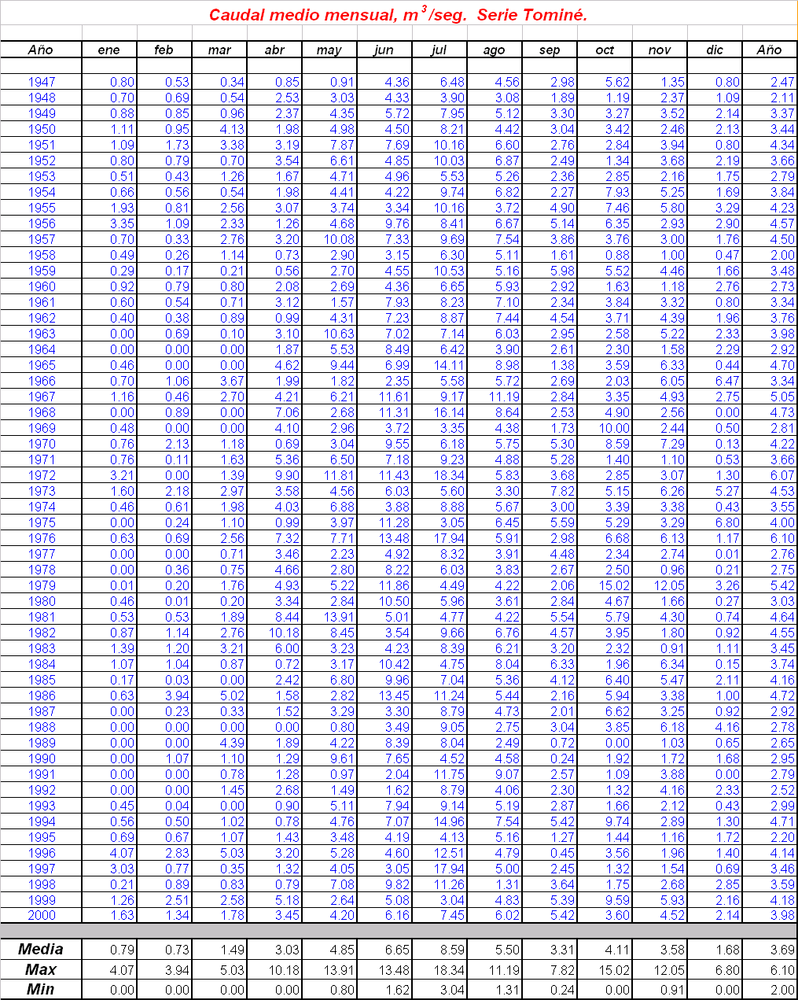 Caudal medio mensual, m³/seg. Serie Tominé.
Año ene feb mar abr may jun jul ago sep oct nov dic Año
1947 0.80 0.53 0.34 0.85 0.91 4.36 6.48 4.56 2.98 5.62 1.35 0.80 2.47
1948 0.70 0.69 0.54 2.53 3.03 4.33 3.90 3.08 1.89 1.19 2.37 1.09 2.11
1949 0.88 0.85 0.96 2.37 4.35 5.72 7.95 5.12 3.30 3.27 3.52 2.14 3.37
1950 1.11 0.95 4.13 1.98 4.98 4.50 8.21 4.42 3.04 3.42 2.46 2.13 3.44
1951 1.09 1.73 3.38 3.19 7.87 7.69 10.16 6.60 2.76 2.84 3.94 0.80 4.34
1952 0.80 0.79 0.70 3.54 6.61 4.85 10.03 6.87 2.49 1.34 3.68 2.19 3.66
1953 0.51 0.43 1.26 1.67 4.71 4.96 5.53 5.26 2.36 2.85 2.16 1.75 2.79
1954 0.66 0.56 0.54 1.98 4.41 4.22 9.74 6.82 2.27 7.93 5.25 1.69 3.84
1955 1.93 0.81 2.56 3.07 3.74 3.34 10.16 3.72 4.90 7.46 5.80 3.29 4.23
1956 3.35 1.09 2.33 1.26 4.68 9.76 8.41 6.67 5.14 6.35 2.93 2.90 4.57
1957 0.70 0.33 2.76 3.20 10.08 7.33 9.69 7.54 3.86 3.76 3.00 1.76 4.50
1958 0.49 0.26 1.14 0.73 2.90 3.15 6.30 5.11 1.61 0.88 1.00 0.47 2.00
1959 0.29 0.17 0.21 0.56 2.70 4.55 10.53 5.16 5.98 5.52 4.46 1.66 3.48
1960 0.92 0.79 0.80 2.08 2.69 4.36 6.65 5.93 2.92 1.63 1.18 2.76 2.73
1961 0.60 0.54 0.71 3.12 1.57 7.93 8.23 7.10 2.34 3.84 3.32 0.80 3.34
1962 0.40 0.38 0.89 0.99 4.31 7.23 8.87 7.44 4.54 3.71 4.39 1.96 3.76
1963 0.00 0.69 0.10 3.10 10.63 7.02 7.14 6.03 2.95 2.58 5.22 2.33 3.98
1964 0.00 0.00 0.00 1.87 5.53 8.49 6.42 3.90 2.61 2.30 1.58 2.29 2.92
1965 0.46 0.00 0.00 4.62 9.44 6.99 14.11 8.98 1.38 3.59 6.33 0.44 4.70
1966 0.70 1.06 3.67 1.99 1.82 2.35 5.58 5.72 2.69 2.03 6.05 6.47 3.34
1967 1.16 0.46 2.70 4.21 6.21 11.61 9.17 11.19 2.84 3.35 4.93 2.75 5.05
1968 0.00 0.89 0.00 7.06 2.68 11.31 16.14 8.64 2.53 4.90 2.56 0.00 4.73
1969 0.48 0.00 0.00 4.10 2.96 3.72 3.35 4.38 1.73 10.00 2.44 0.50 2.81
1970 0.76 2.13 1.18 0.69 3.04 9.55 6.18 5.75 5.30 8.59 7.29 0.13 4.22
1971 0.76 0.11 1.63 5.36 6.50 7.18 9.23 4.88 5.28 1.40 1.10 0.53 3.66
1972 3.21 0.00 1.39 9.90 11.81 11.43 18.34 5.83 3.68 2.85 3.07 1.30 6.07
1973 1.60 2.18 2.97 3.58 4.56 6.03 5.60 3.30 7.82 5.15 6.26 5.27 4.53
1974 0.46 0.61 1.98 4.03 6.88 3.88 8.88 5.67 3.00 3.39 3.38 0.43 3.55
1975 0.00 0.24 1.10 0.99 3.97 11.28 3.05 6.45 5.59 5.29 3.29 6.80 4.00
1976 0.63 0.69 2.56 7.32 7.71 13.48 17.94 5.91 2.98 6.68 6.13 1.17 6.10
1977 0.00 0.00 0.71 3.46 2.23 4.92 8.32 3.91 4.48 2.34 2.74 0.01 2.76
1978 0.00 0.36 0.75 4.66 2.80 8.22 6.03 3.83 2.67 2.50 0.96 0.21 2.75
1979 0.01 0.20 1.76 4.93 5.22 11.86 4.49 4.22 2.06 15.02 12.05 3.26 5.42
1980 0.46 0.01 0.20 3.34 2.84 10.50 5.96 3.61 2.84 4.67 1.66 0.27 3.03
1981 0.53 0.53 1.89 8.44 13.91 5.01 4.77 4.22 5.54 5.79 4.30 0.74 4.64
1982 0.87 1.14 2.76 10.18 8.45 3.54 9.66 6.76 4.57 3.95 1.80 0.92 4.55
1983 1.39 1.20 3.21 6.00 3.23 4.23 8.39 6.21 3.20 2.32 0.91 1.11 3.45
1984 1.07 1.04 0.87 0.72 3.17 10.42 4.75 8.04 6.33 1.96 6.34 0.15 3.74
1985 0.17 0.03 0.00 2.42 6.80 9.96 7.04 5.36 4.12 6.40 5.47 2.11 4.16
1986 0.63 3.94 5.02 1.58 2.82 13.45 11.24 5.44 2.16 5.94 3.38 1.00 4.72
1987 0.00 0.23 0.33 1.52 3.29 3.30 8.79 4.73 2.01 6.62 3.25 0.92 2.92
1988 0.00 0.00 0.00 0.00 0.80 3.49 9.05 2.75 3.04 3.85 6.18 4.16 2.78
1989 0.00 0.00 4.39 1.89 4.22 8.39 8.04 2.49 0.72 0.00 1.03 0.65 2.65
1990 0.00 1.07 1.10 1.29 9.61 7.65 4.52 4.58 0.24 1.92 1.72 1.68 2.95
1991 0.00 0.00 0.78 1.28 0.97 2.04 11.75 9.07 2.57 1.09 3.88 0.00 2.79
1992 0.00 0.00 1.45 2.68 1.49 1.62 8.79 4.06 2.30 1.32 4.16 2.33 2.52
1993 0.45 0.04 0.00 0.90 5.11 7.94 9.14 5.19 2.87 1.66 2.12 0.43 2.99
1994 0.56 0.50 1.02 0.78 4.76 7.07 14.96 7.54 5.42 9.74 2.89 1.30 4.71
1995 0.69 0.67 1.07 1.43 3.48 4.19 4.13 5.16 1.27 1.44 1.16 1.72 2.20
1996 4.07 2.83 5.03 3.20 5.28 4.60 12.51 4.79 0.45 3.56 1.96 1.40 4.14
1997 3.03 0.77 0.35 1.32 4.05 3.05 17.94 5.00 2.45 1.32 1.54 0.69 3.46
1998 0.21 0.89 0.83 0.79 7.08 9.82 11.26 1.31 3.64 1.75 2.68 2.85 3.59
1999 1.26 2.51 2.58 5.18 2.64 5.08 3.04 4.83 5.39 9.59 5.93 2.16 4.18
2000 1.63 1.34 1.78 3.45 4.20 6.16 7.45 6.02 5.42 3.60 4.52 2.14 3.98
Media 0.79 0.73 1.49 3.03 4.85 6.65 8.59 5.50 3.31 4.11 3.58 1.68 3.69
Max 4.07 3.94 5.03 10.18 13.91 13.48 18.34 11.19 7.82 15.02 12.05 6.80 6.10
Min 0.00 0.00 0.00 0.00 0.80 1.62 3.04 1.31 0.24 0.00 0.91 0.00 2.00